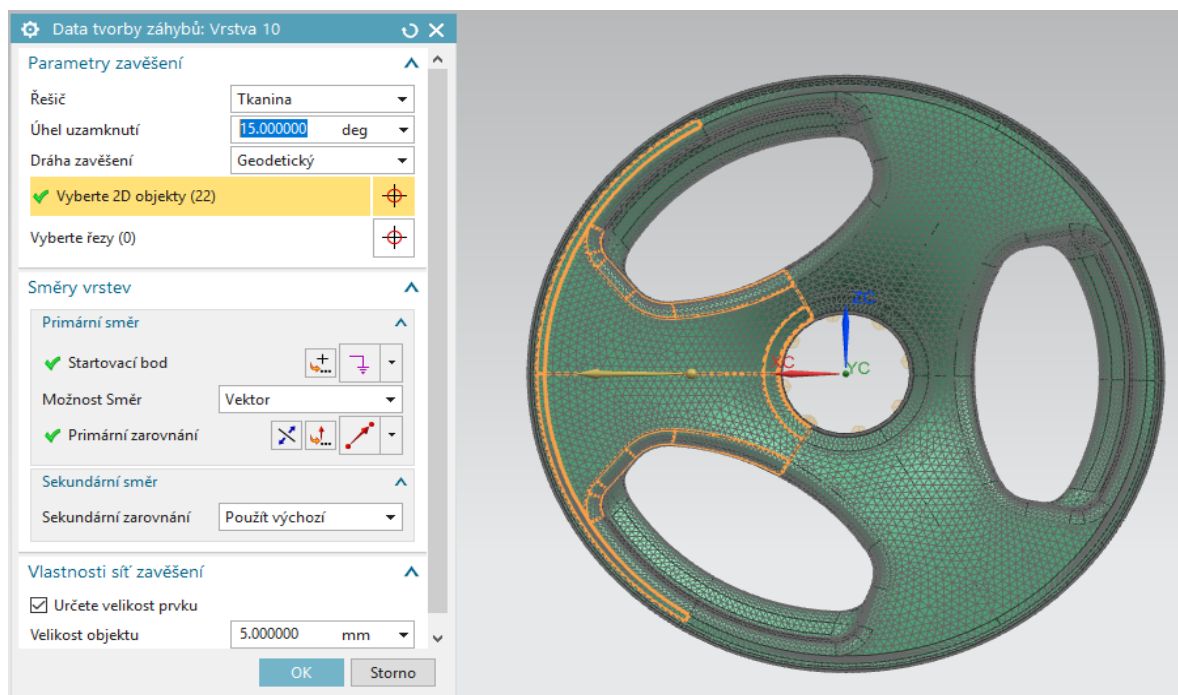 Data tvorby záhybů: Vrstva 10
Parametry zavěšení
Řešič Tkanina
Úhel uzamknutí 15.000000 deg
Dráha zavěšení Geodetický
Vyberte 2D objekty (22)
Vyberte řezy (0)
Směry vrstev
Primární směr
Startovací bod
Možnost Směr Vektor
Primární zarovnání
Sekundární směr
Sekundární zarovnání Použít výchozí
Vlastnosti síť zavěšení
Určete velikost prvku
Velikost objektu 5.000000 mm
OK Storno
ZC
XC
YC